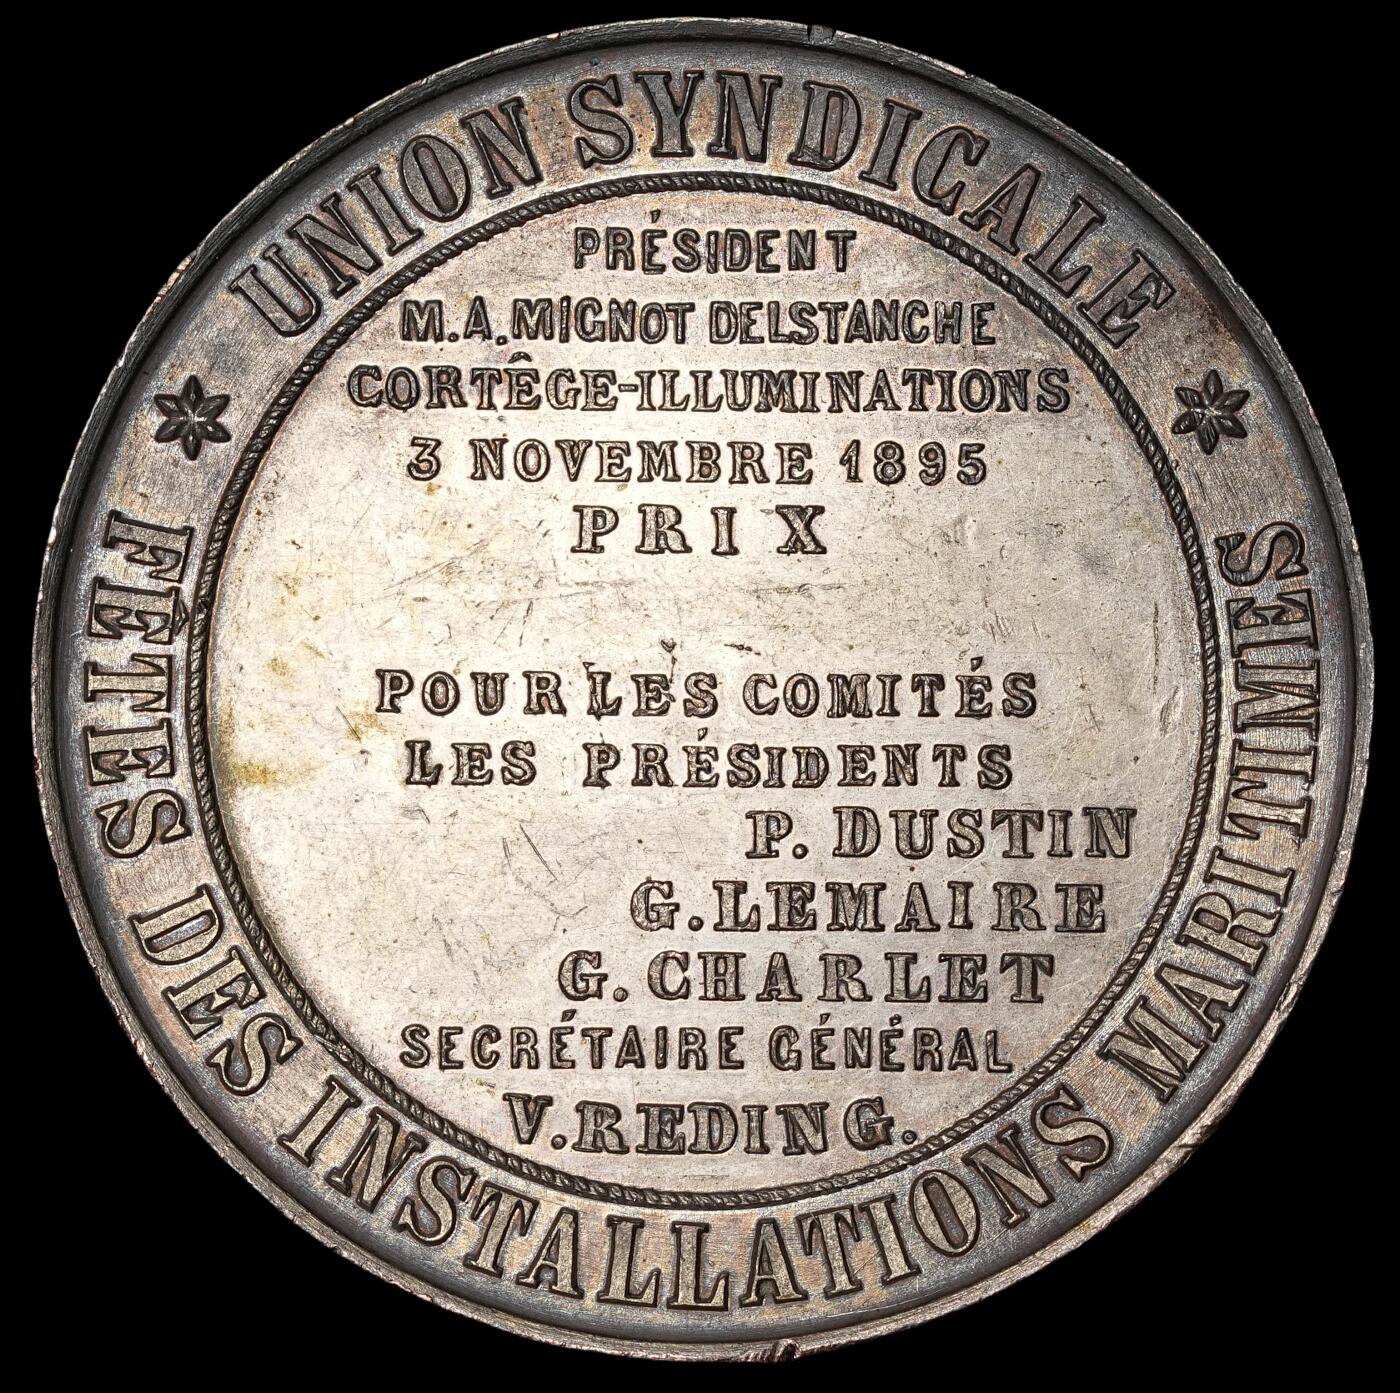 UNION SYNDICALE
PRÉSIDENT
M.A.MIGNOT DELSTANCHE
CORTÊGE-ILLUMINATIONS
3 NOVEMBRE 1895
PRIX
POUR LES COMITÉS
LES PRÉSIDENTS
P. DUSTIN
G. LEMAIRE
G. CHARLET
SECRÉTAIRE GÉNÉRAL
V. REDING.
FÊTES DES INSTALLATIONS MARITIMES